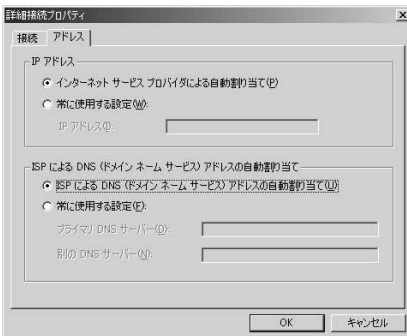 詳細接続プロパティ
接続 アドレス
IP アドレス
インターネット サービス プロバイダによる自動割り当て(P)
常に使用する設定(W):
IP アドレス(I):
ISP による DNS (ドメイン ネーム サービス) アドレスの自動割り当て
ISP による DNS (ドメイン ネーム サービス) アドレスの自動割り当て(U)
常に使用する設定(E):
プライマリ DNS サーバー(D):
別の DNS サーバー(N):
OK キャンセル